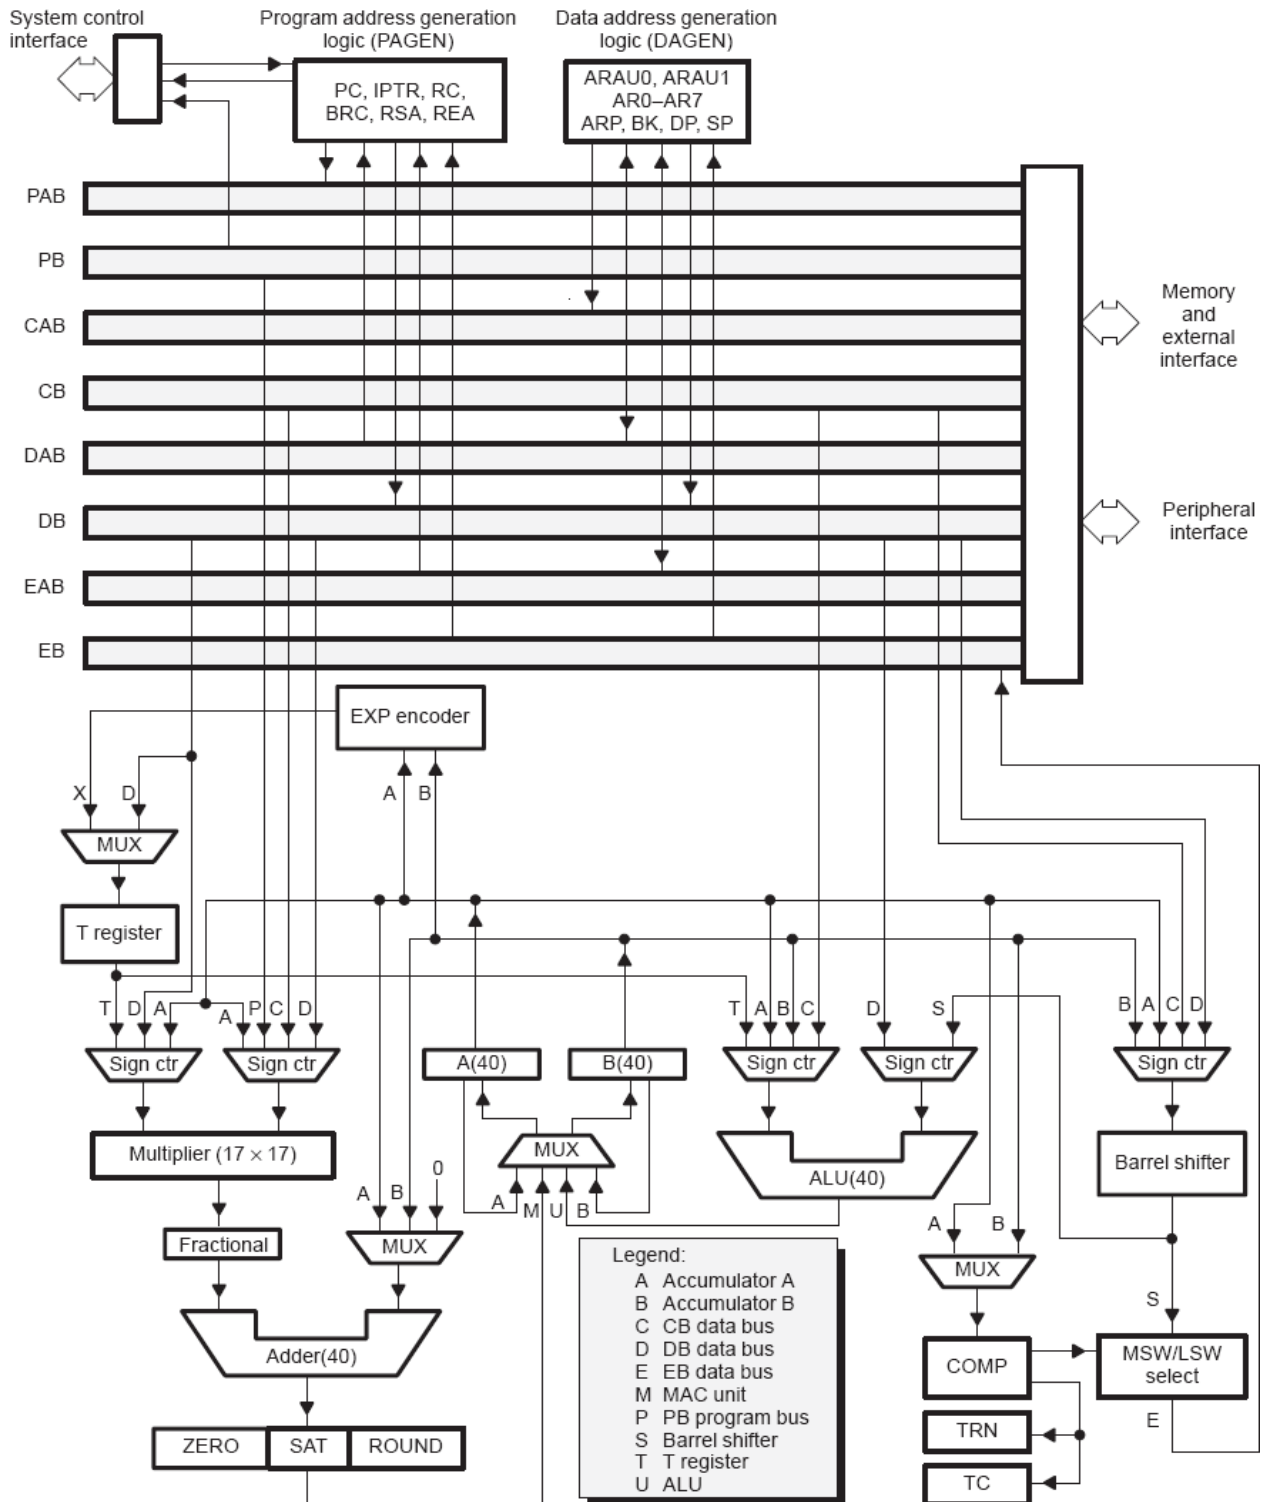 System control
interface
Program address generation
logic (PAGEN)
Data address generation
logic (DAGEN)
PC, IPTR, RC,
BRC, RSA, REA
ARAU0, ARAU1
AR0–AR7
ARP, BK, DP, SP
PAB
PB
CAB
CB
DAB
DB
EAB
EB
Memory
and
external
interface
Peripheral
interface
EXP encoder
X D
A B
MUX
T register
T D A
A P C D
T A B C
D S
B A C D
Sign ctr
Sign ctr
A(40)
B(40)
Sign ctr
Sign ctr
Sign ctr
Multiplier (17 × 17)
MUX
A M U B
ALU(40)
Barrel shifter
Fractional
A B 0
MUX
A B
MUX
S
Adder(40)
COMP
MSW/LSW
select
E
ZERO SAT ROUND
TRN
TC
Legend:
A Accumulator A
B Accumulator B
C CB data bus
D DB data bus
E EB data bus
M MAC unit
P PB program bus
S Barrel shifter
T T register
U ALU